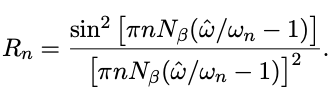 R_n = \frac{\sin^2 \left[ \pi n N_\beta (\hat{\omega}/\omega_n - 1) \right]}{\left[ \pi n N_\beta (\hat{\omega}/\omega_n - 1) \right]^2}.